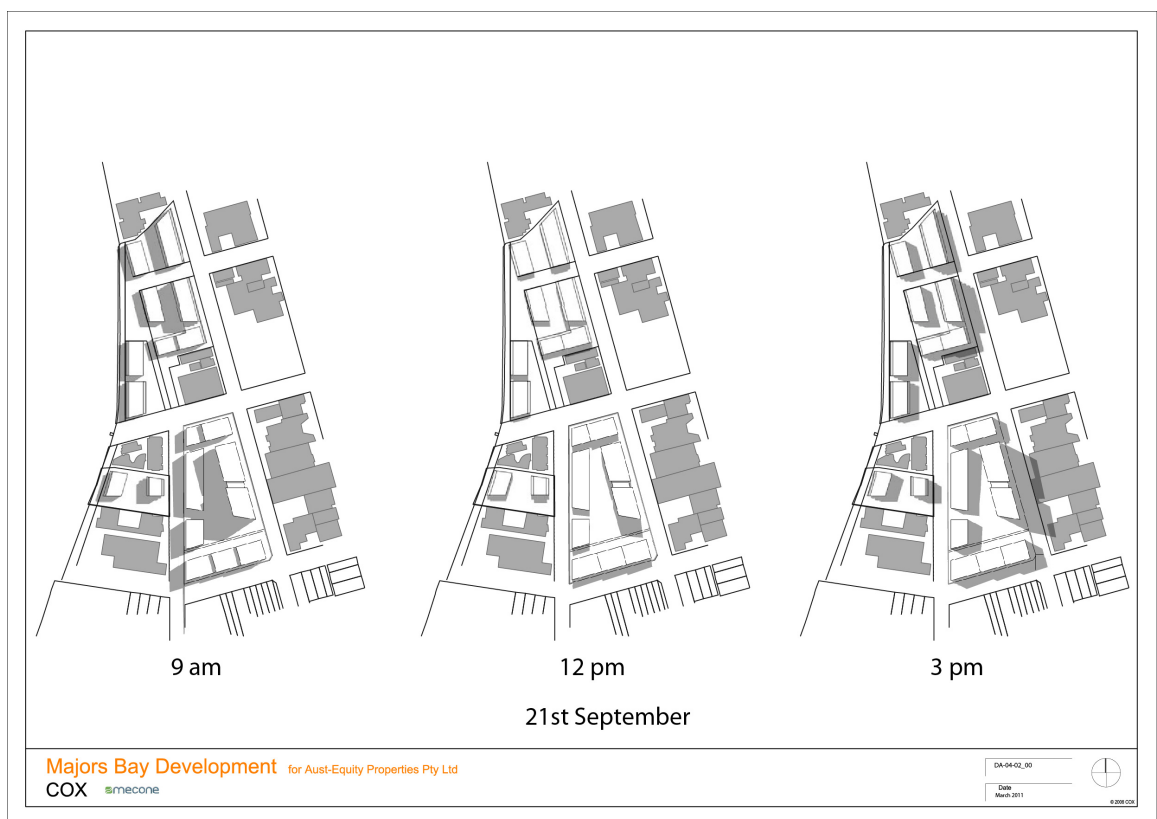 9 am
12 pm
3 pm
21st September
Majors Bay Development for Aust-Equity Properties Pty Ltd
COX smecone
DA-04-02_00
Date
March 2011
© 2008 COX